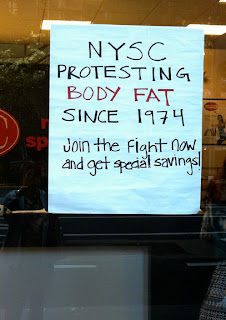 NYSC
PROTESTING
BODY FAT
SINCE 1974
Join the Fight Now
and get special savings!